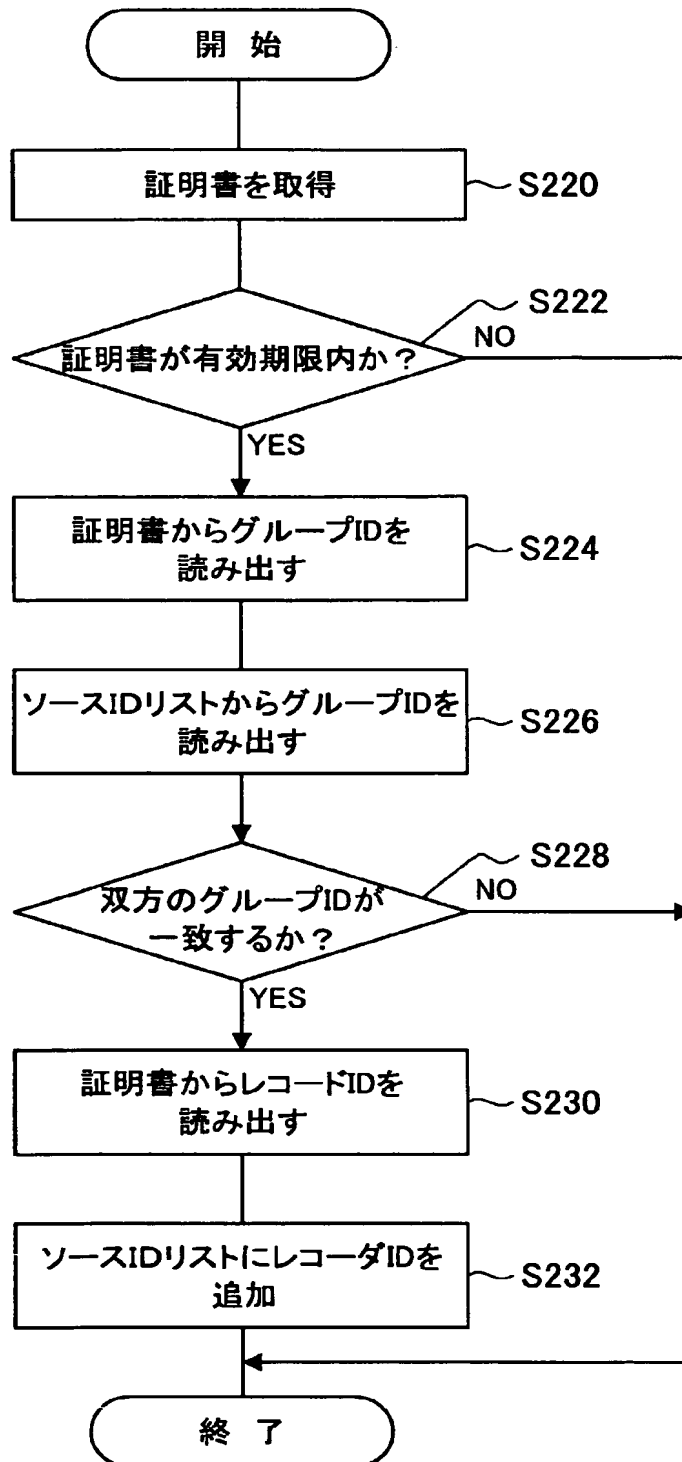 開 始
証明書を取得
S220
S222
証明書が有効期限内か？
NO
YES
証明書からグループIDを
読み出す
S224
ソースIDリストからグループIDを
読み出す
S226
S228
双方のグループIDが
一致するか？
NO
YES
証明書からレコードIDを
読み出す
S230
ソースIDリストにレコーダIDを
追加
S232
終 了